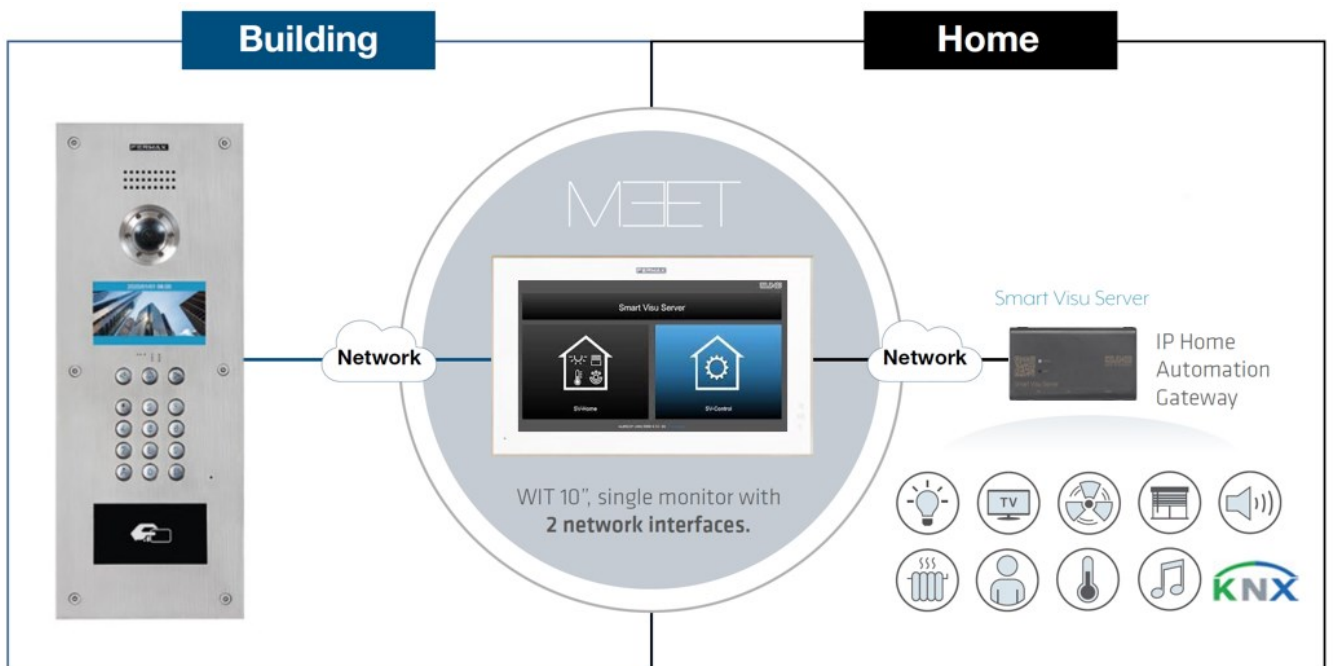 Building
Home
FERMAX
MEET
FERMAX
Smart Visu Server
SV-Home
SV-Control
Network
Network
Smart Visu Server
IP Home
Automation
Gateway
WIT 10”, single monitor with
2 network interfaces.
TV
KNX